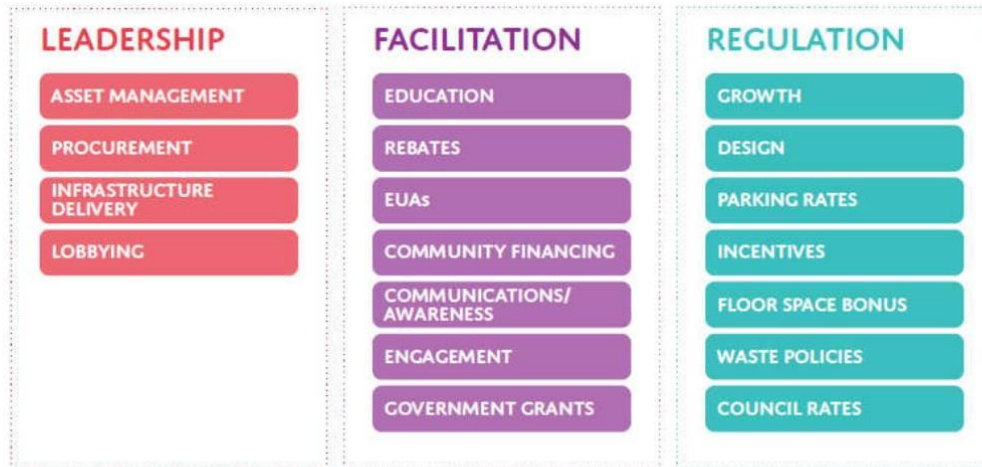 LEADERSHIP
ASSET MANAGEMENT
PROCUREMENT
INFRASTRUCTURE
DELIVERY
LOBBYING
FACILITATION
EDUCATION
REBATES
EUAs
COMMUNITY FINANCING
COMMUNICATIONS/
AWARENESS
ENGAGEMENT
GOVERNMENT GRANTS
REGULATION
GROWTH
DESIGN
PARKING RATES
INCENTIVES
FLOOR SPACE BONUS
WASTE POLICIES
COUNCIL RATES